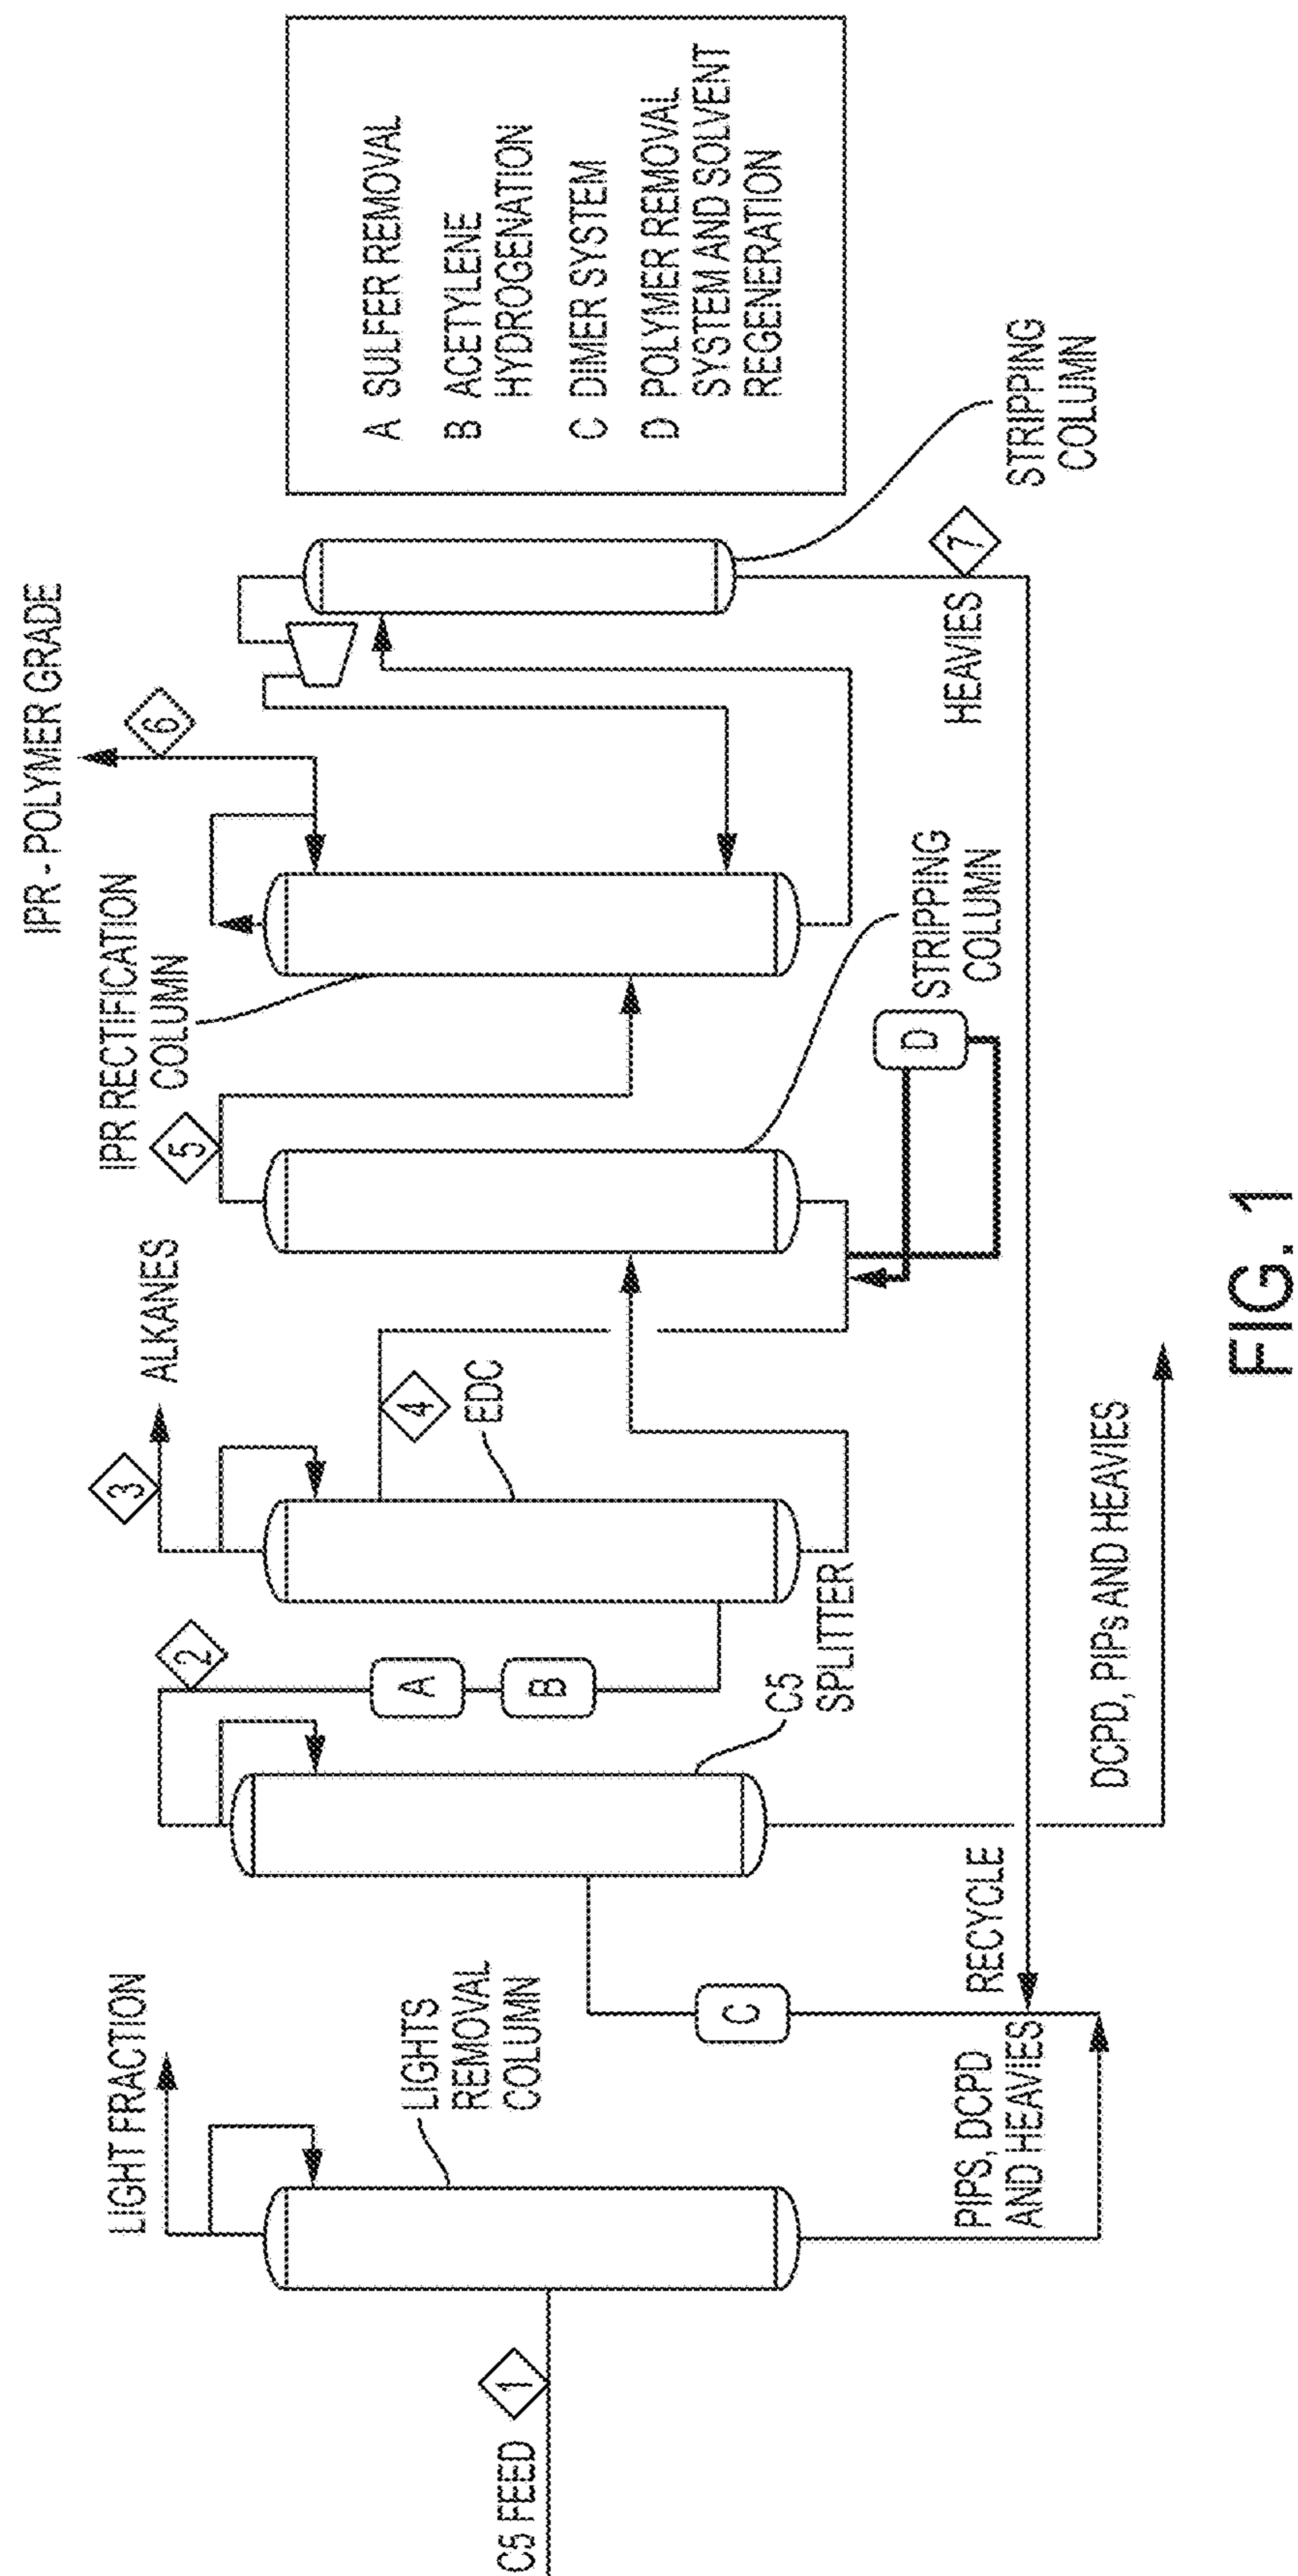 C5 FEED
1
LIGHT FRACTION
LIGHTS
REMOVAL
COLUMN
PIPS, DCPD
AND HEAVIES
RECYCLE
C
C5
SPLITTER
2
A
B
DCPD, PIPs AND HEAVIES
3
ALKANES
4
EDC
5
D
STRIPPING
COLUMN
IPR RECTIFICATION
COLUMN
IPR - POLYMER GRADE
6
HEAVIES
7
STRIPPING
COLUMN
A SULFER REMOVAL
B ACETYLENE
HYDROGENATION
C DIMER SYSTEM
D POLYMER REMOVAL
SYSTEM AND SOLVENT
REGENERATION
FIG. 1